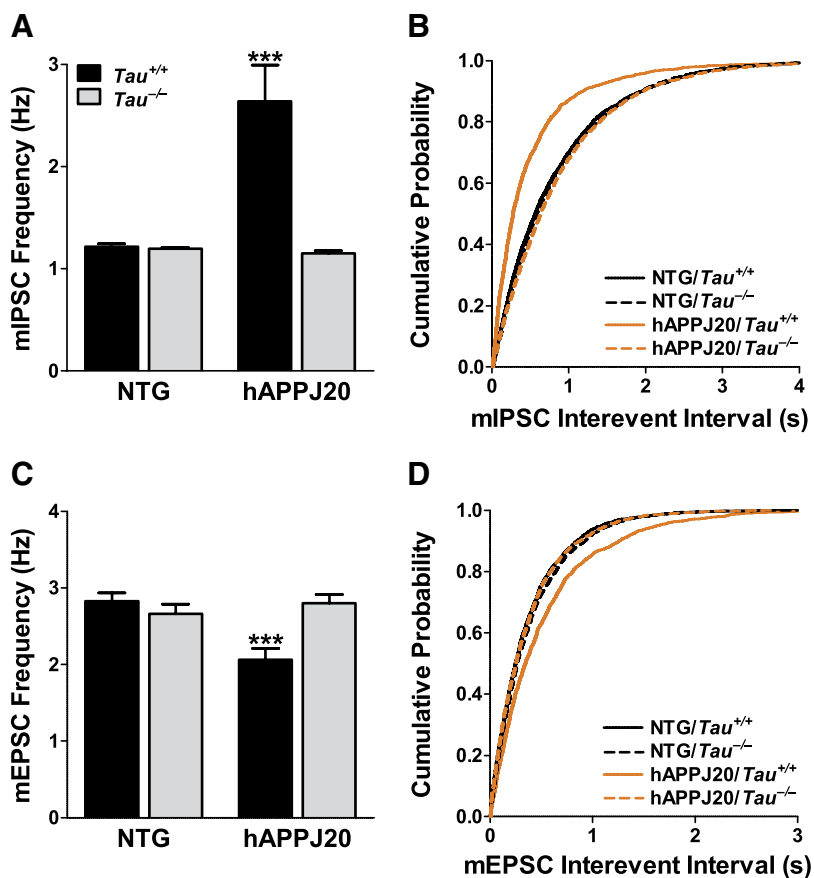 A
mIPSC Frequency (Hz)
3
2
1
0
Tau+/+
Tau−/−
***
NTG
hAPPJ20
B
Cumulative Probability
1.0
0.8
0.6
0.4
0.2
0.0
NTG/Tau+/+
NTG/Tau−/−
hAPPJ20/Tau+/+
hAPPJ20/Tau−/−
0 1 2 3 4
mIPSC Interevent Interval (s)
C
mEPSC Frequency (Hz)
4
3
2
1
0
***
NTG
hAPPJ20
D
Cumulative Probability
1.0
0.8
0.6
0.4
0.2
0.0
NTG/Tau+/+
NTG/Tau−/−
hAPPJ20/Tau+/+
hAPPJ20/Tau−/−
0 1 2 3
mEPSC Interevent Interval (s)